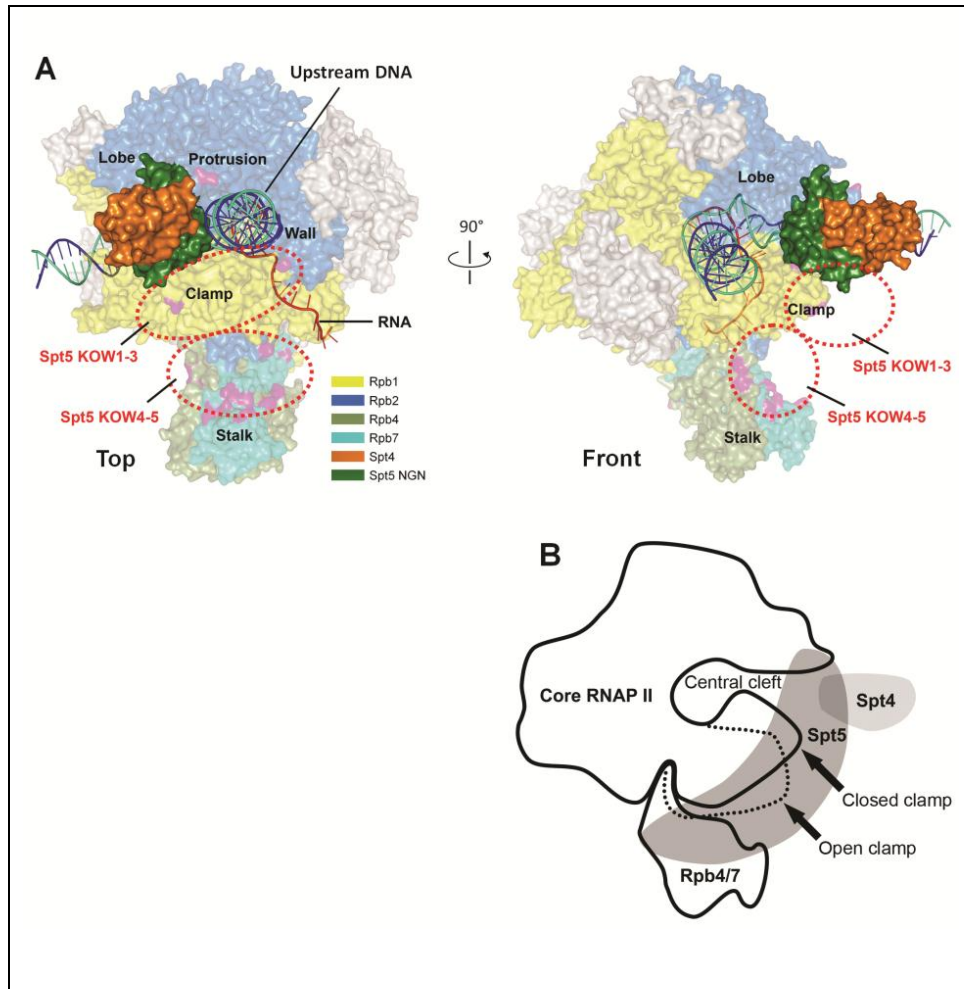 A
Upstream DNA
Lobe
Protrusion
Wall
Clamp
RNA
Spt5 KOW1-3
Spt5 KOW4-5
Stalk
Top
Rpb1
Rpb2
Rpb4
Rpb7
Spt4
Spt5 NGN
90°
Lobe
Clamp
Spt5 KOW1-3
Spt5 KOW4-5
Stalk
Front
B
Central cleft
Core RNAP II
Spt4
Spt5
Closed clamp
Open clamp
Rpb4/7